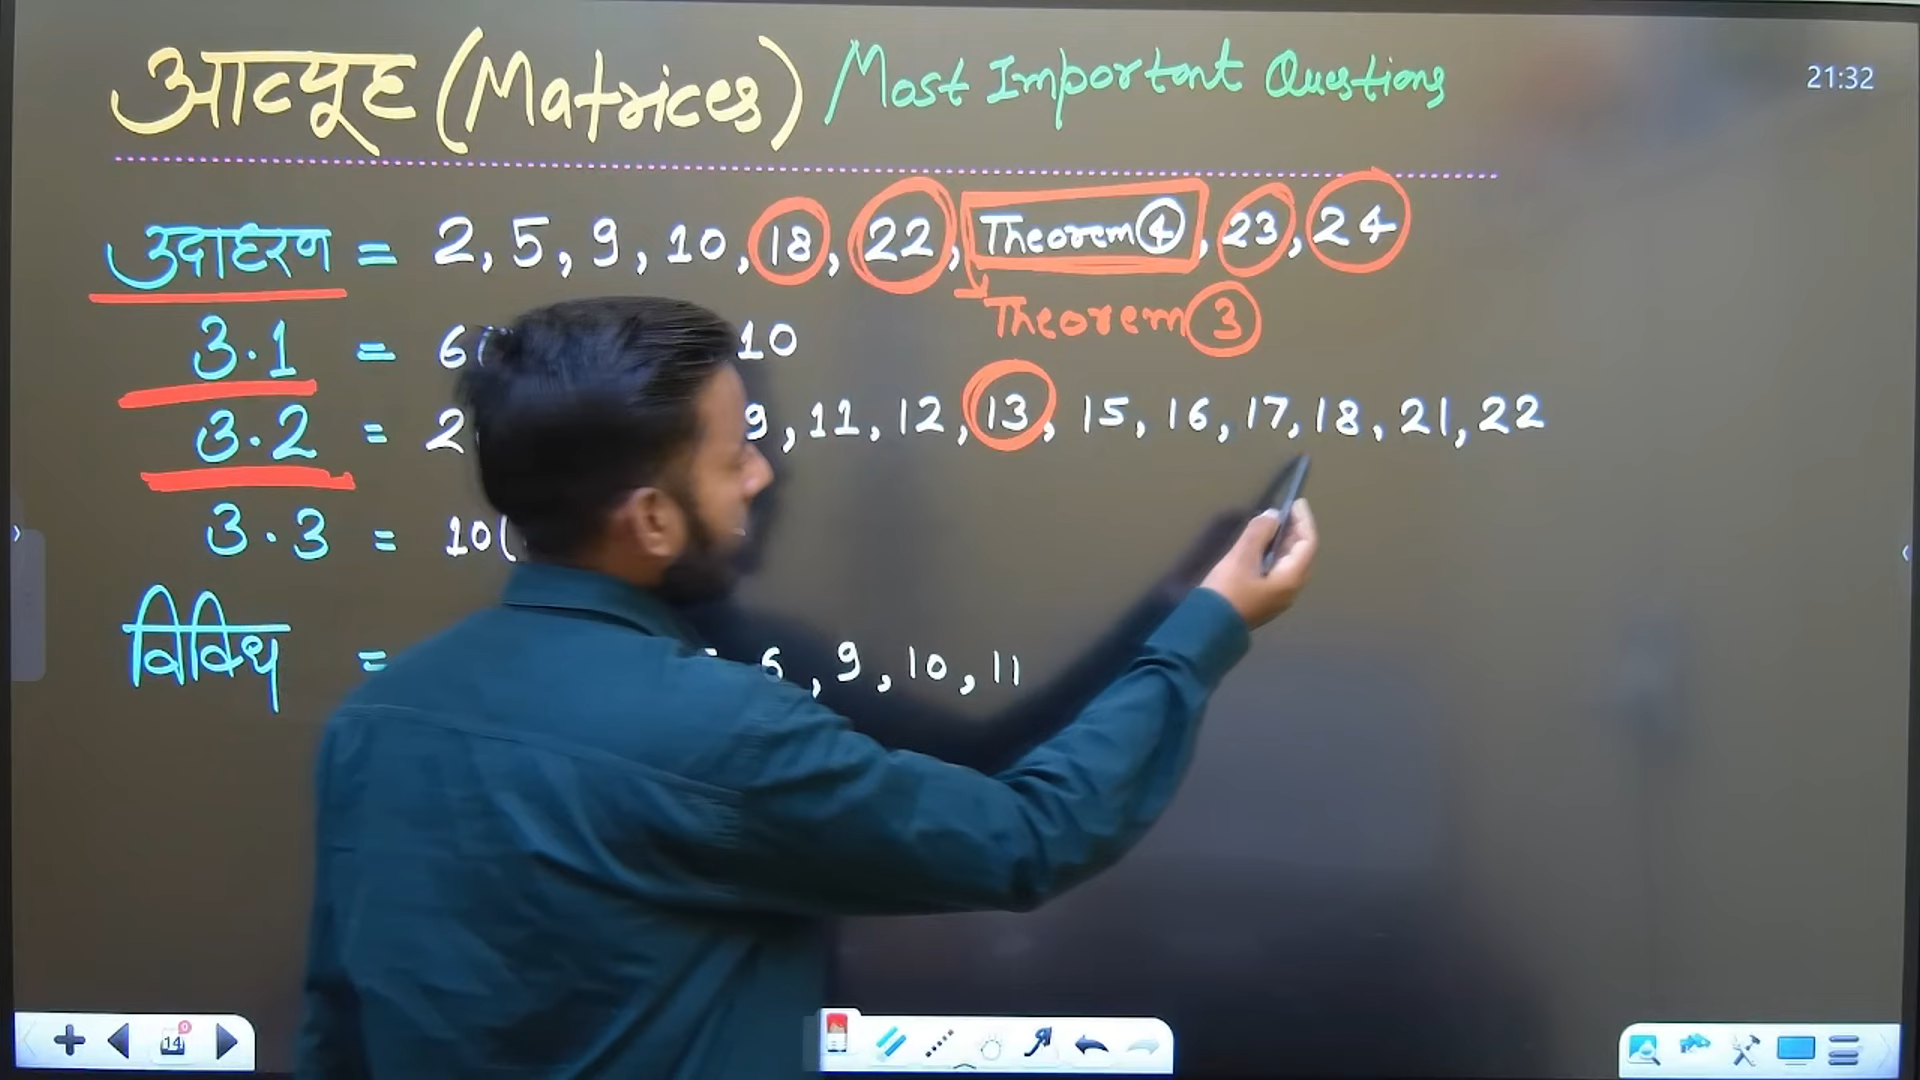 आव्यूह (Matrices) Most Important Questions
21:32
उदाहरण = 2, 5, 9, 10, 18, 22, Theorem 4, 23, 24
Theorem 3
3.1 = 6( 10
3.2 = 2 9, 11, 12, 13, 15, 16, 17, 18, 21, 22
3.3 = 10(
विविध = 6, 9, 10, 11
14